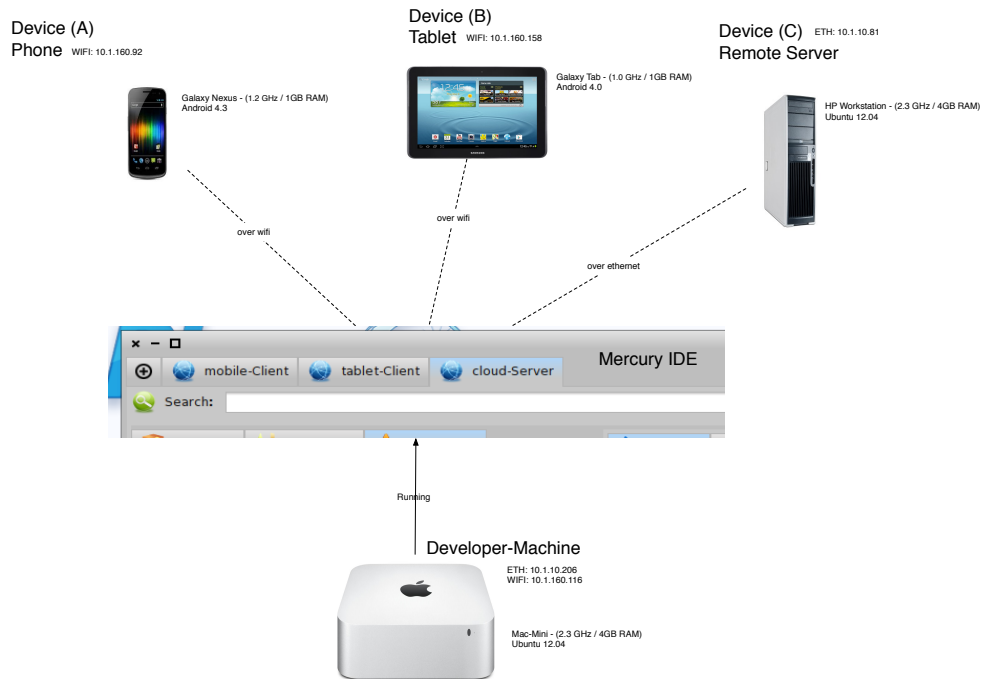 Device (A)
Phone WIFI: 10.1.160.92
Device (B)
Tablet WIFI: 10.1.160.158
Device (C) ETH: 10.1.10.81
Remote Server
Galaxy Nexus - (1.2 GHz / 1GB RAM)
Android 4.3
Galaxy Tab - (1.0 GHz / 1GB RAM)
Android 4.0
HP Workstation - (2.3 GHz / 4GB RAM)
Ubuntu 12.04
over wifi
over wifi
over ethernet
mobile-Client
tablet-Client
cloud-Server
Mercury IDE
Search:
Running
Developer-Machine
ETH: 10.1.10.206
WIFI: 10.1.160.116
Mac-Mini - (2.3 GHz / 4GB RAM)
Ubuntu 12.04